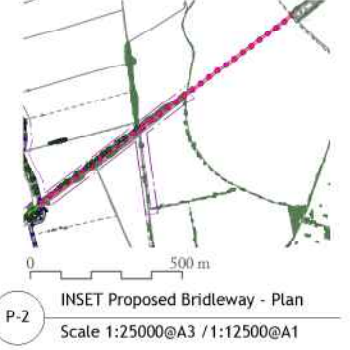 0 500 m
INSET Proposed Bridleway - Plan
P-2
Scale 1:25000@A3 /1:12500@A1